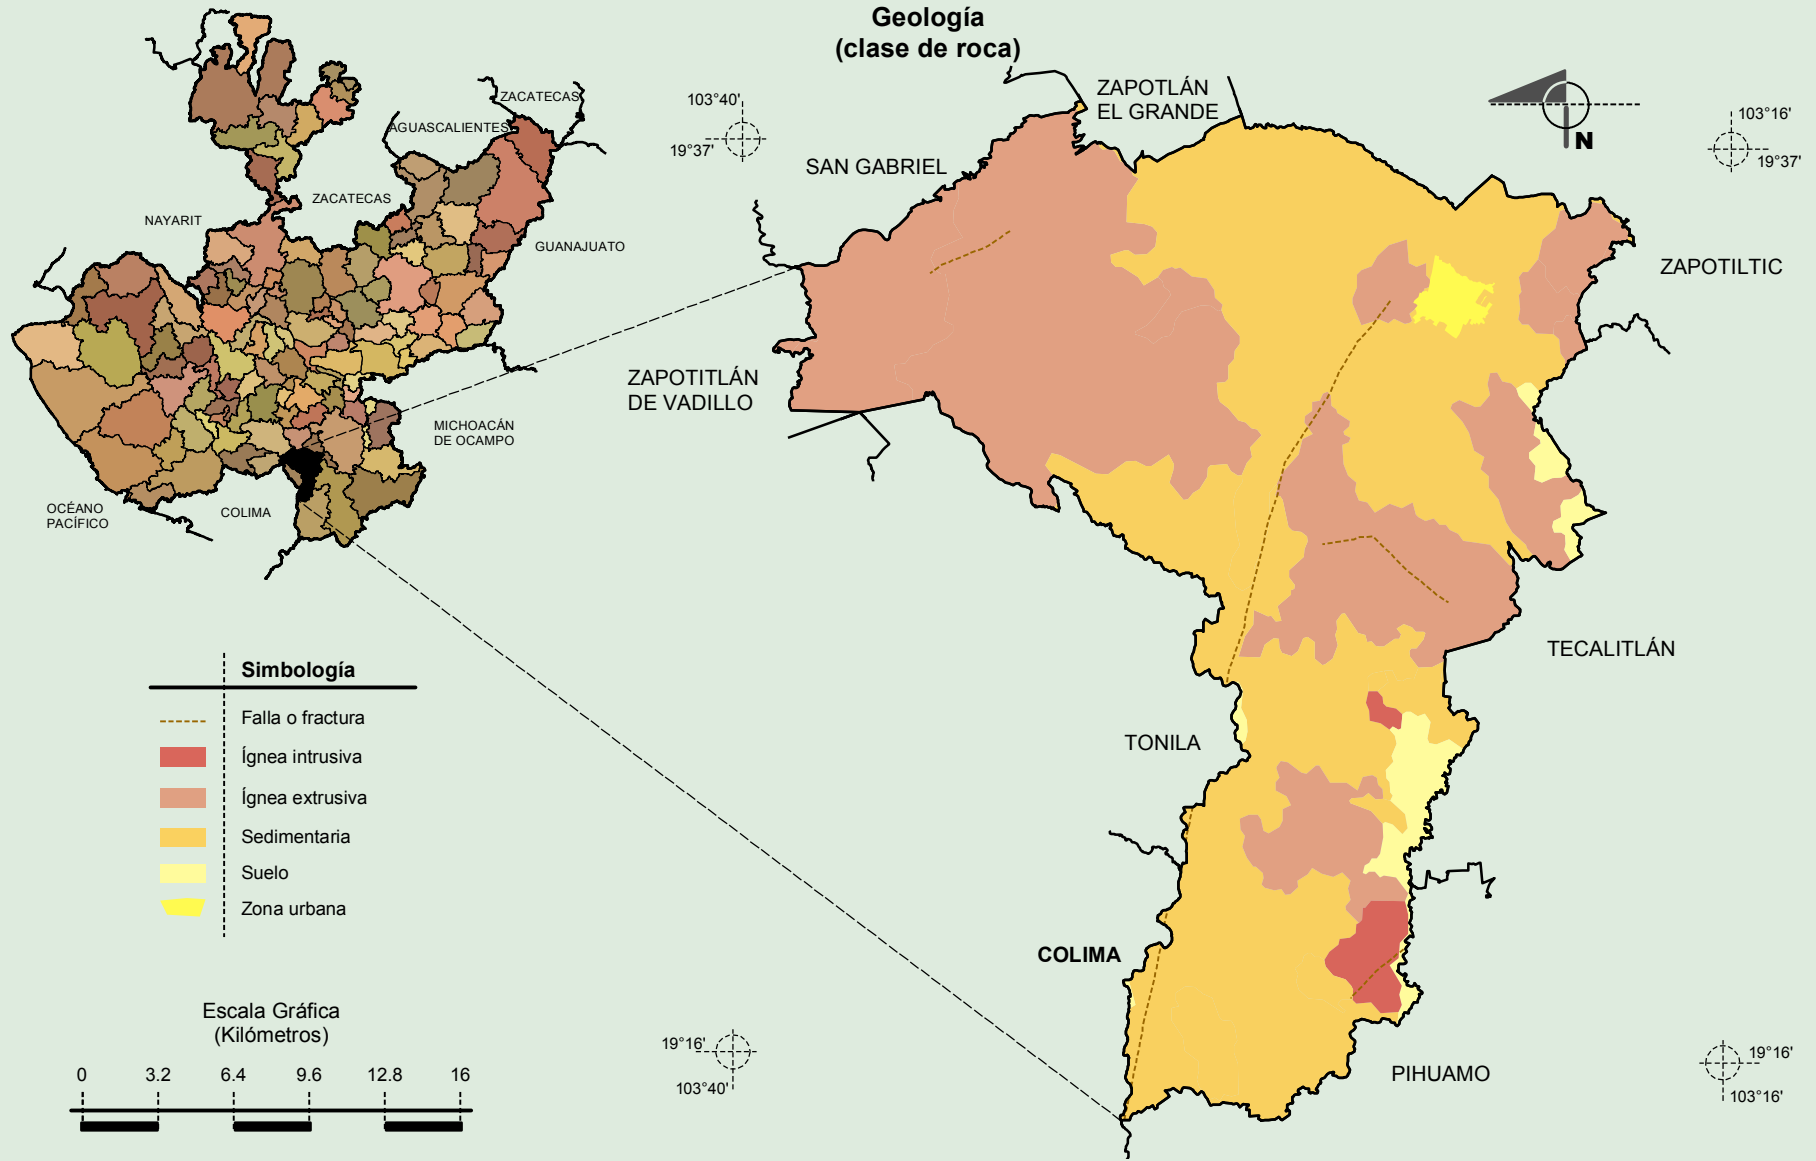 Geología
(clase de roca)
ZACATECAS
AGUASCALIENTES
ZACATECAS
NAYARIT
GUANAJUATO
MICHOACÁN
DE OCAMPO
OCÉANO
PACÍFICO
COLIMA
103°40'
19°37'
ZAPOTLÁN
EL GRANDE
SAN GABRIEL
N
103°16'
19°37'
ZAPOTILTIC
ZAPOTITLÁN
DE VADILLO
TECALITLÁN
TONILA
COLIMA
PIHUAMO
19°16'
103°40'
19°16'
103°16'
Simbología
Falla o fractura
Ígnea intrusiva
Ígnea extrusiva
Sedimentaria
Suelo
Zona urbana
Escala Gráfica
(Kilómetros)
0 3.2 6.4 9.6 12.8 16